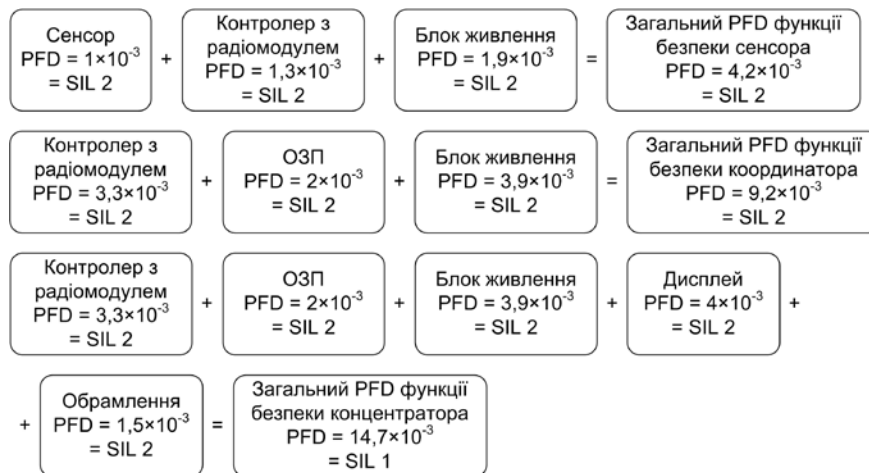 Сенсор
PFD = 1×10⁻³
= SIL 2
+
Контролер з
радіомодулем
PFD = 1,3×10⁻³
= SIL 2
+
Блок живлення
PFD = 1,9×10⁻³
= SIL 2
=
Загальний PFD функції
безпеки сенсора
PFD = 4,2×10⁻³
= SIL 2
Контролер з
радіомодулем
PFD = 3,3×10⁻³
= SIL 2
+
ОЗП
PFD = 2×10⁻³
= SIL 2
+
Блок живлення
PFD = 3,9×10⁻³
= SIL 2
=
Загальний PFD функції
безпеки координатора
PFD = 9,2×10⁻³
= SIL 2
Контролер з
радіомодулем
PFD = 3,3×10⁻³
= SIL 2
+
ОЗП
PFD = 2×10⁻³
= SIL 2
+
Блок живлення
PFD = 3,9×10⁻³
= SIL 2
+
Дисплей
PFD = 4×10⁻³
= SIL 2
+
+
Обрамлення
PFD = 1,5×10⁻³
= SIL 2
=
Загальний PFD функції
безпеки концентратора
PFD = 14,7×10⁻³
= SIL 1